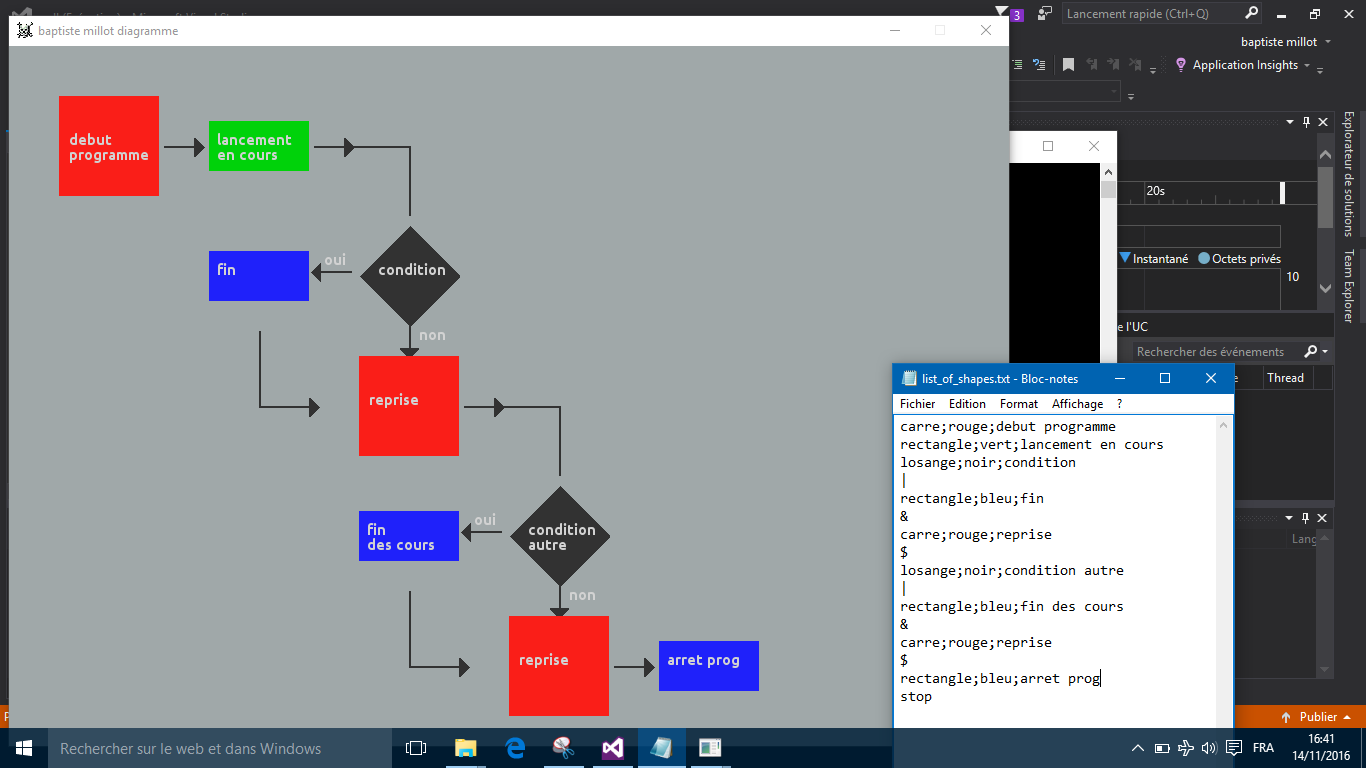 baptiste millot diagramme
debut
programme
lancement
en cours
fin
oui
condition
non
reprise
fin
des cours
oui
condition
autre
non
reprise
arret prog
3
Lancement rapide (Ctrl+Q)
baptiste millot
Application Insights
Explorateur de solutions
Team Explorer
20s
Instantané
Octets privés
10
e l'UC
Rechercher des événements
e
Thread
Lang
list_of_shapes.txt - Bloc-notes
Fichier Edition Format Affichage ?
carre;rouge;debut programme
rectangle;vert;lancement en cours
losange;noir;condition
|
rectangle;bleu;fin
&
carre;rouge;reprise
$
losange;noir;condition autre
|
rectangle;bleu;fin des cours
&
carre;rouge;reprise
$
rectangle;bleu;arret prog
stop
P
Publier
Rechercher sur le web et dans Windows
FRA
16:41
14/11/2016